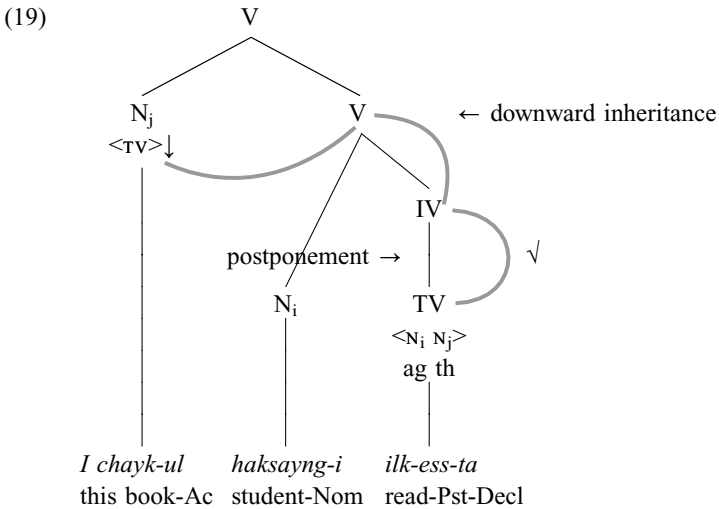 (19)
V
N_j V ← downward inheritance
<TV>↓
IV
postponement → √
N_i TV
<N_i N_j>
ag th
I chayk-ul haksayng-i ilk-ess-ta
this book-Ac student-Nom read-Pst-Decl